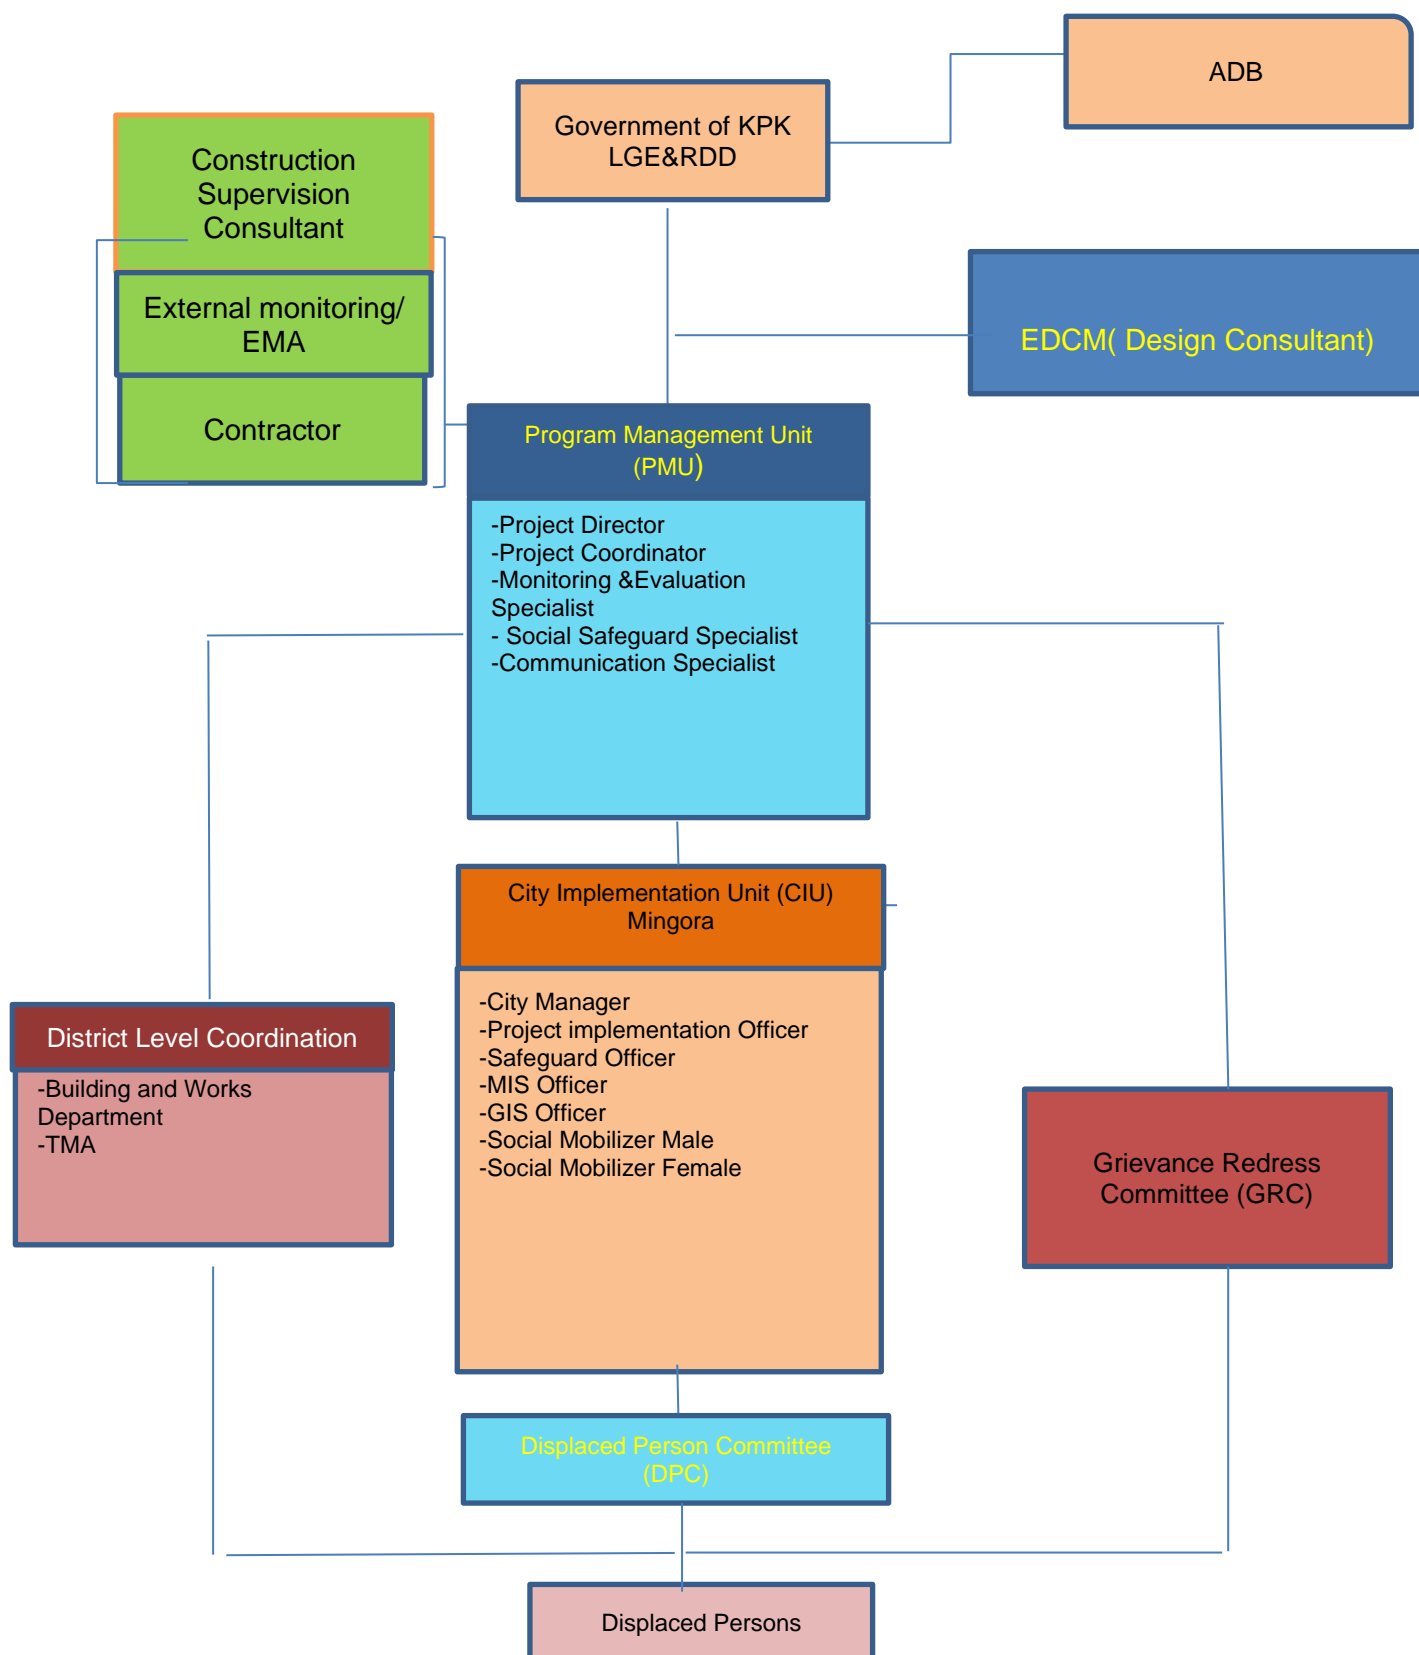 ADB
Government of KPK
LGE&RDD
Construction
Supervision
Consultant
External monitoring/
EMA
Contractor
EDCM( Design Consultant)
Program Management Unit
(PMU)
-Project Director
-Project Coordinator
-Monitoring &Evaluation
Specialist
- Social Safeguard Specialist
-Communication Specialist
City Implementation Unit (CIU)
Mingora
-City Manager
-Project implementation Officer
-Safeguard Officer
-MIS Officer
-GIS Officer
-Social Mobilizer Male
-Social Mobilizer Female
District Level Coordination
-Building and Works
Department
-TMA
Grievance Redress
Committee (GRC)
Displaced Person Committee
(DPC)
Displaced Persons